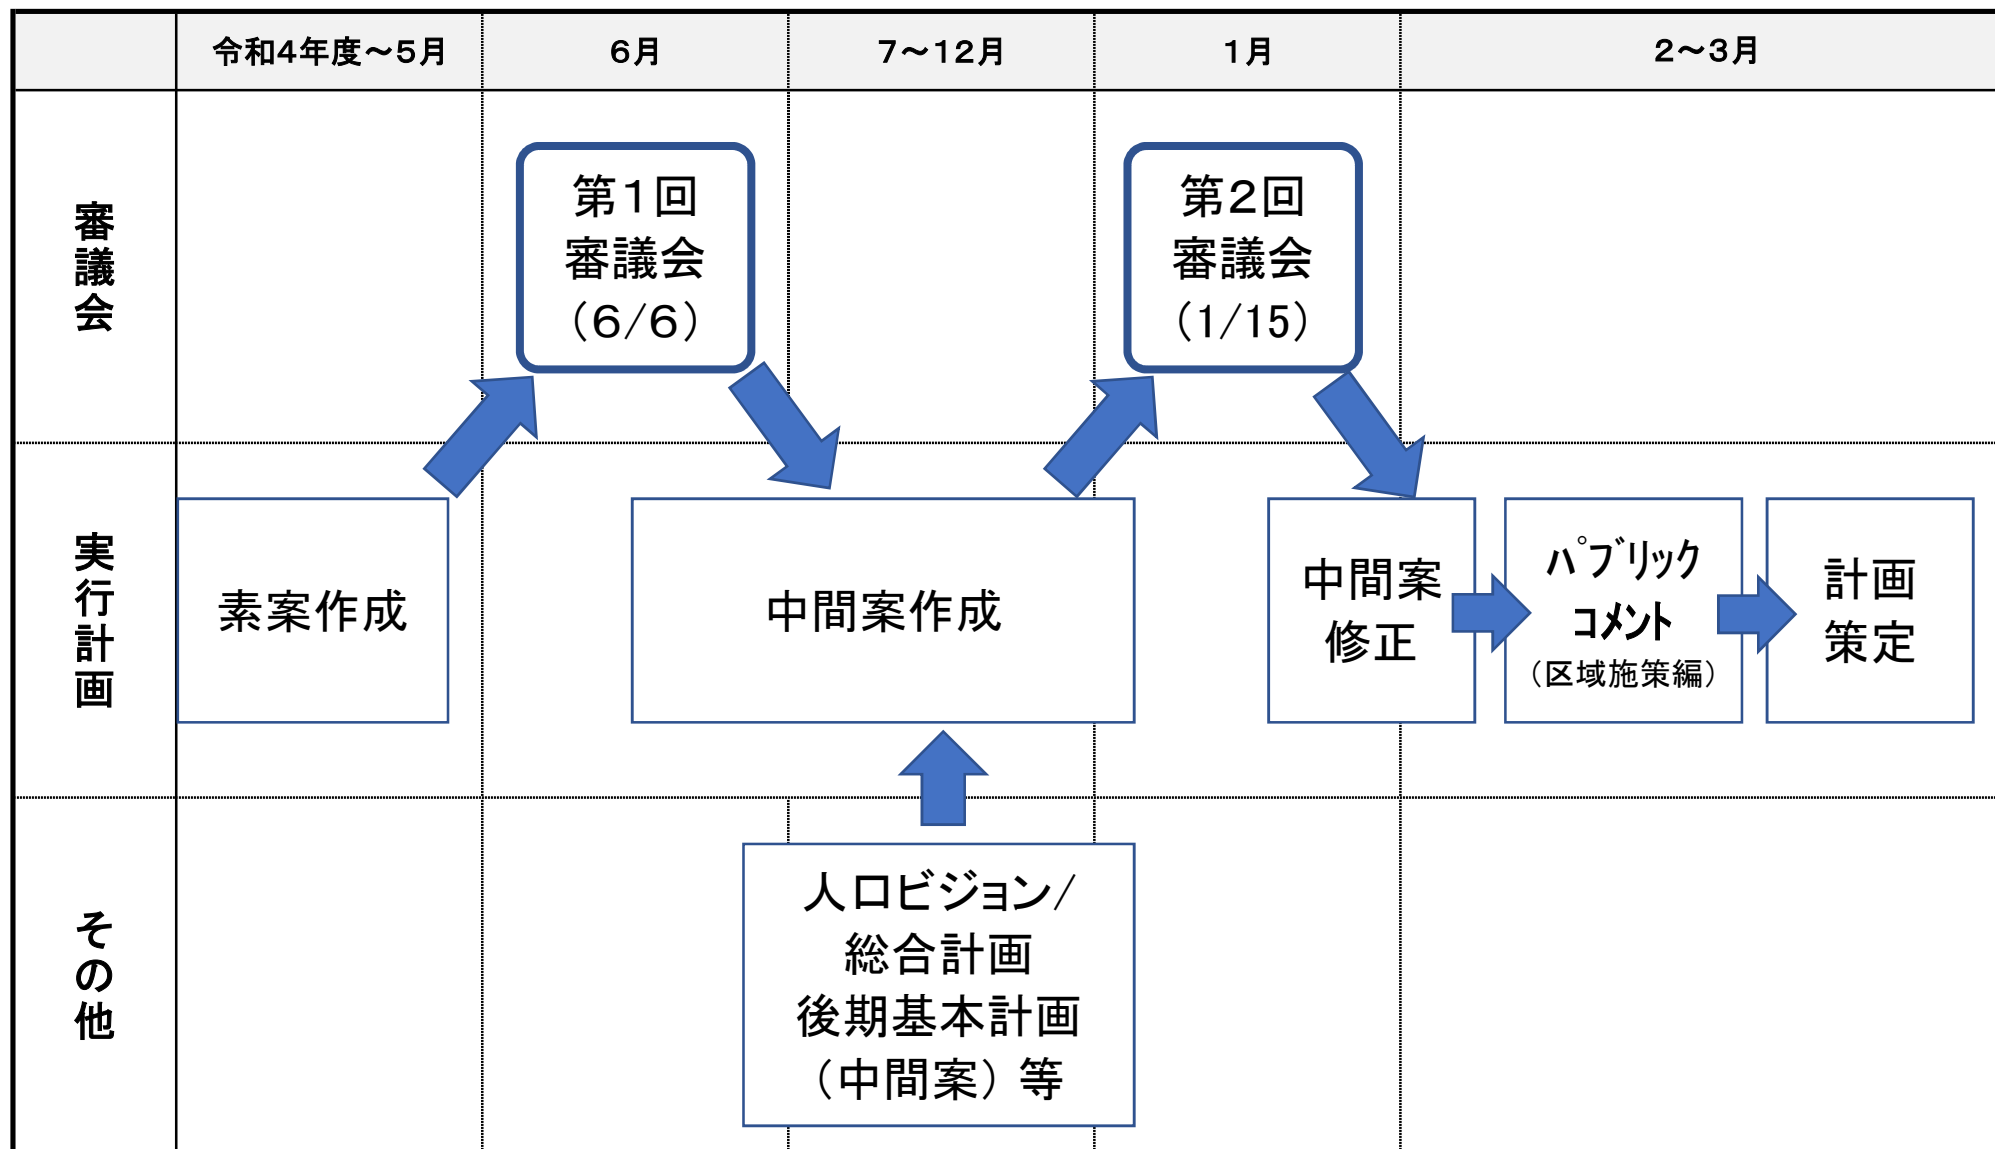 令和4年度～5月
6月
7～12月
1月
2～3月
審議会
第1回
審議会
（6/6）
第2回
審議会
（1/15）
実行計画
素案作成
中間案作成
中間案
修正
ﾊﾟﾌﾞﾘｯｸ
ｺﾒﾝﾄ
（区域施策編）
計画
策定
その他
人口ビジョン/
総合計画
後期基本計画
（中間案）等